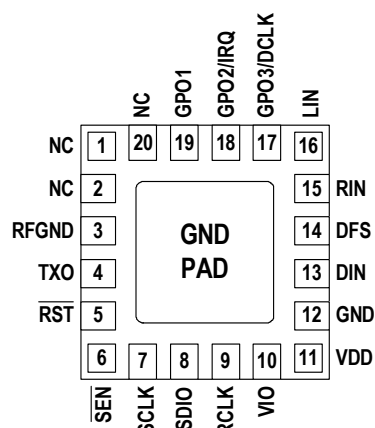 NC
GPO1
GPO2/IRQ
GPO3/DCLK
LIN
NC 1 20 19 18 17 16
NC 2 15 RIN
RFGND 3 GND 14 DFS
TXO 4 PAD 13 DIN
RST 5 12 GND
6 7 8 9 10 11 VDD
SEN
SCLK
SDIO
RCLK
VIO